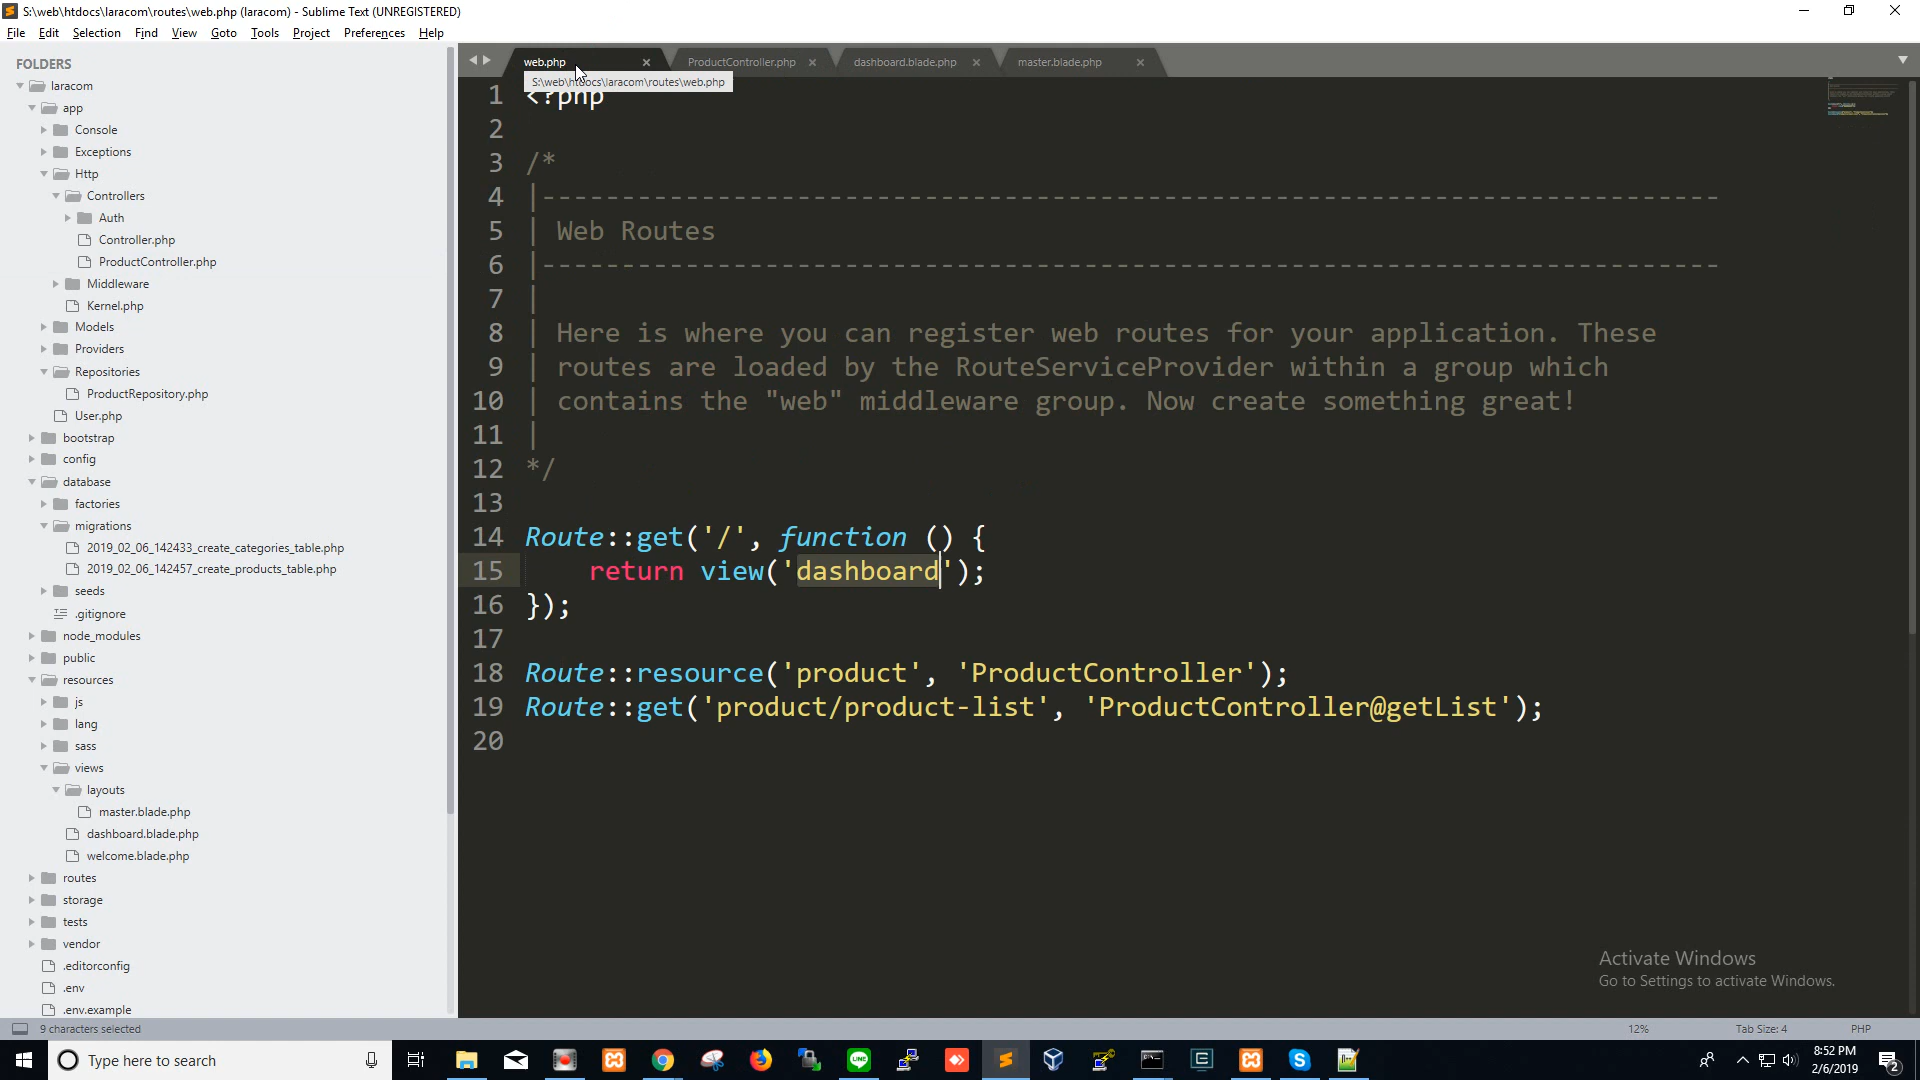 S:\web\htdocs\laracom\routes\web.php (laracom) - Sublime Text (UNREGISTERED)
File Edit Selection Find View Goto Tools Project Preferences Help
FOLDERS
laracom
app
Console
Exceptions
Http
Controllers
Auth
Controller.php
ProductController.php
Middleware
Kernel.php
Models
Providers
Repositories
ProductRepository.php
User.php
bootstrap
config
database
factories
migrations
2019_02_06_142433_create_categories_table.php
2019_02_06_142457_create_products_table.php
seeds
.gitignore
node_modules
public
resources
js
lang
sass
views
layouts
master.blade.php
dashboard.blade.php
welcome.blade.php
routes
storage
tests
vendor
.editorconfig
.env
.env.example
web.php ProductController.php dashboard.blade.php master.blade.php
S:\web\htdocs\laracom\routes\web.php
1 <?php
2
3 /*
4 |--------------------------------------------------------------------------
5 | Web Routes
6 |--------------------------------------------------------------------------
7 |
8 | Here is where you can register web routes for your application. These
9 | routes are loaded by the RouteServiceProvider within a group which
10 | contains the "web" middleware group. Now create something great!
11 |
12 */
13
14 Route::get('/', function () {
15     return view('dashboard');
16 });
17
18 Route::resource('product', 'ProductController');
19 Route::get('product/product-list', 'ProductController@getList');
20
Activate Windows
Go to Settings to activate Windows.
9 characters selected 12% Tab Size: 4 PHP
Type here to search
8:52 PM
2/6/2019
2